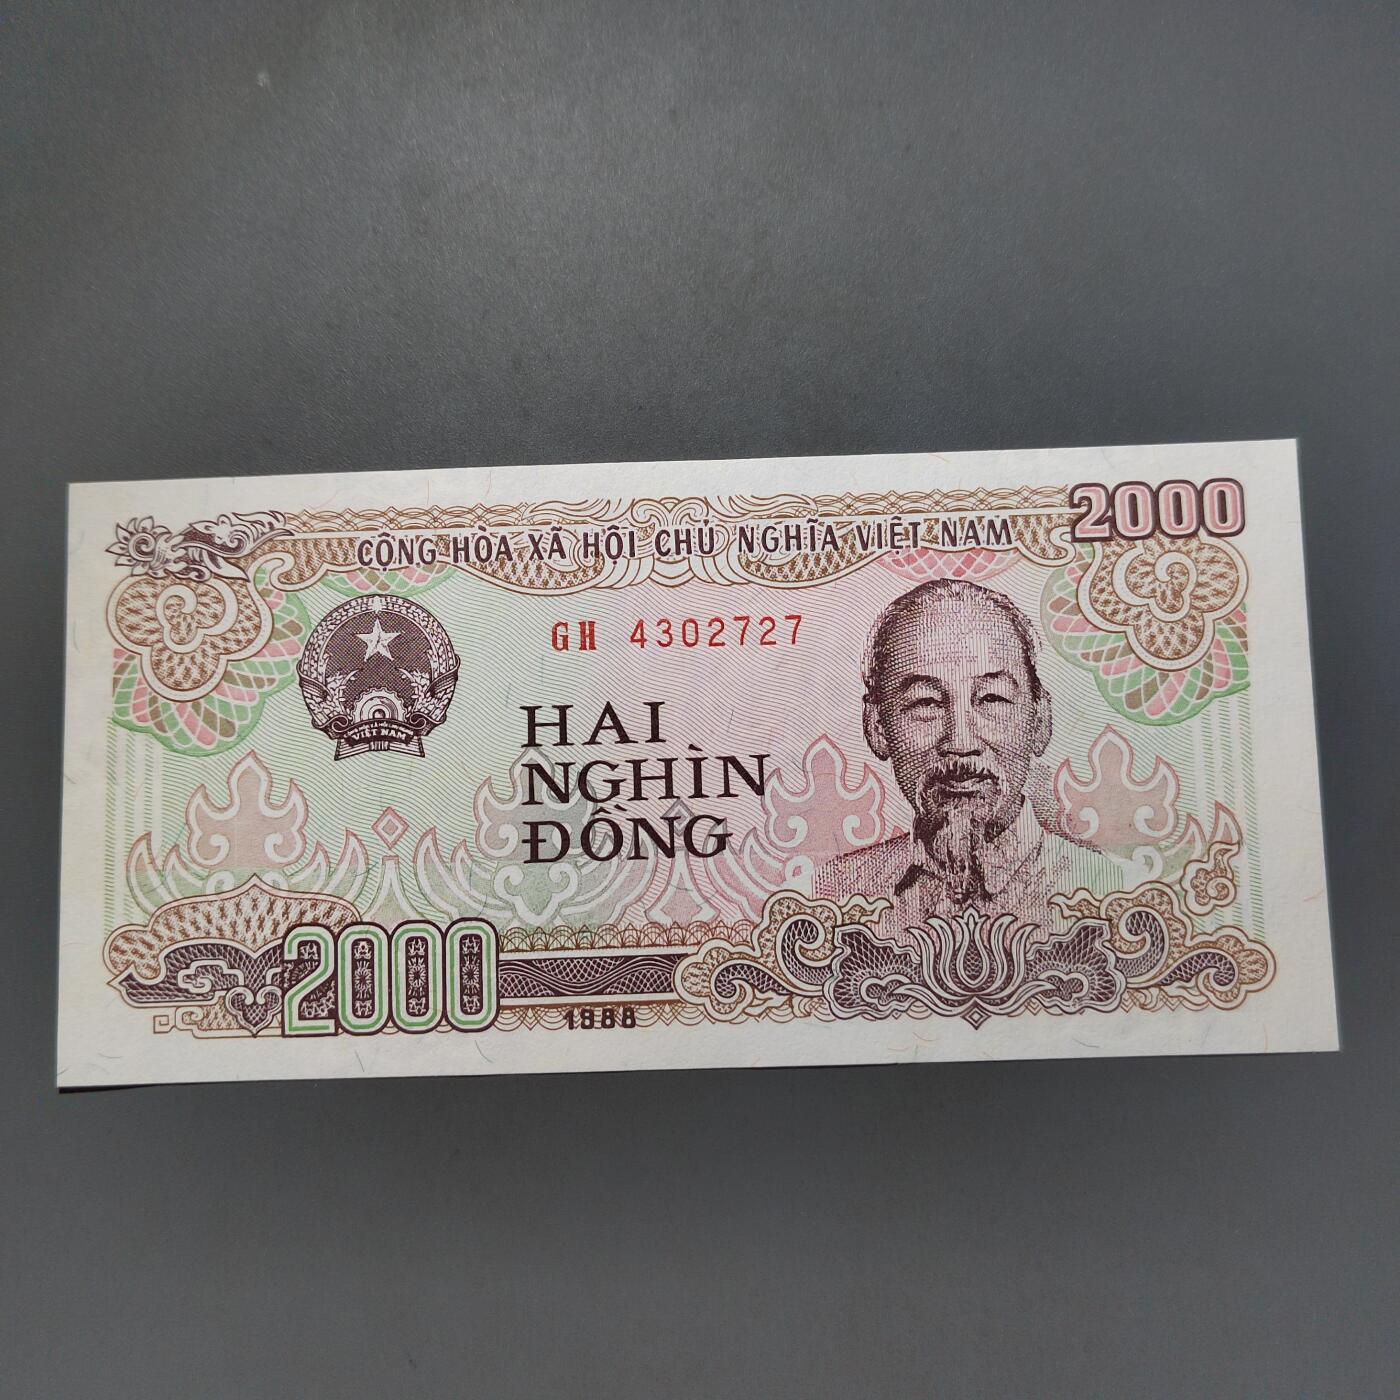 2000
CỘNG HÒA XÃ HỘI CHỦ NGHĨA VIỆT NAM
GH 4302727
VIỆT NAM
HAI
NGHÌN
ĐỒNG
2000
1988